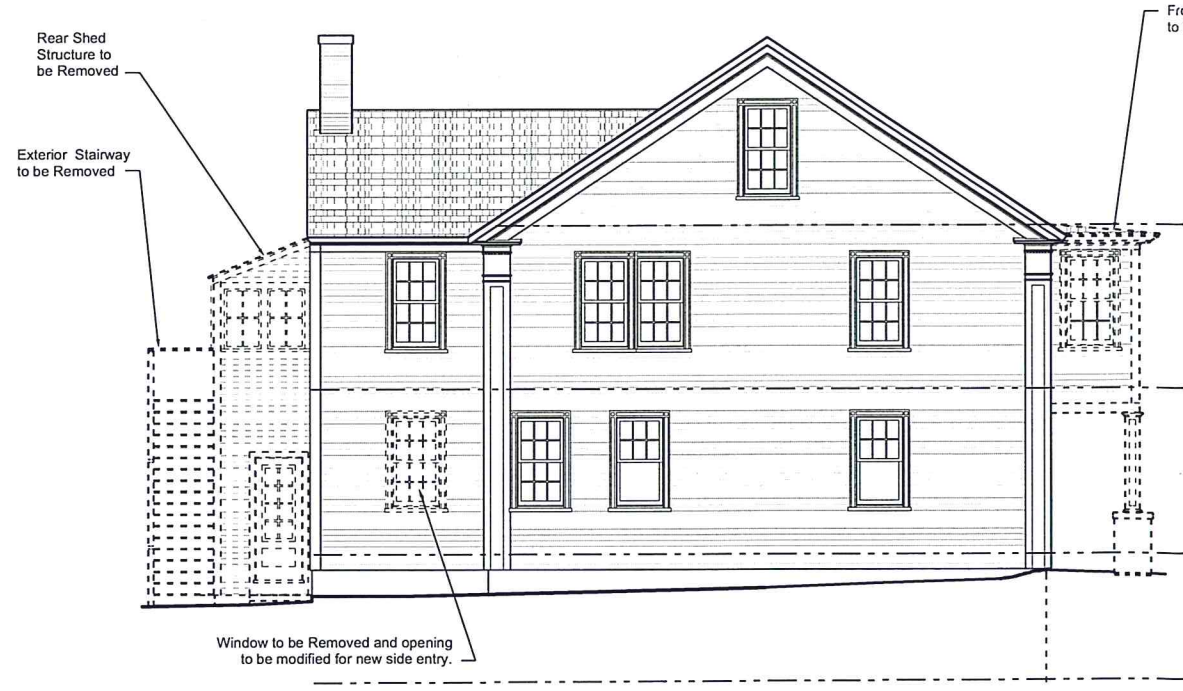 Rear Shed
Structure to
be Removed
Exterior Stairway
to be Removed
to
Window to be Removed and opening
to be modified for new side entry.